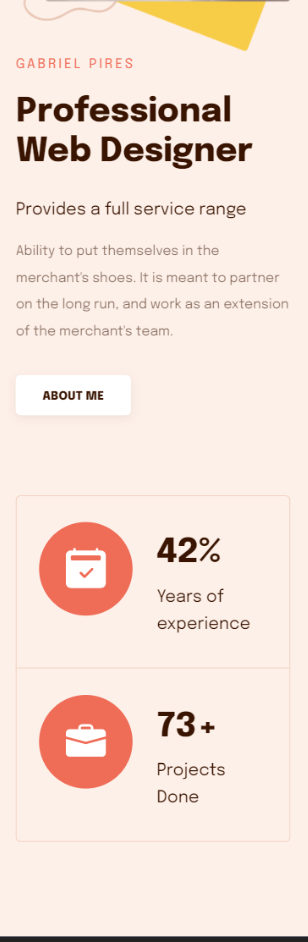 GABRIEL PIRES
Professional
Web Designer
Provides a full service range
Ability to put themselves in the
merchant's shoes. It is meant to partner
on the long run, and work as an extension
of the merchant's team.
ABOUT ME
42%
Years of
experience
73+
Projects
Done